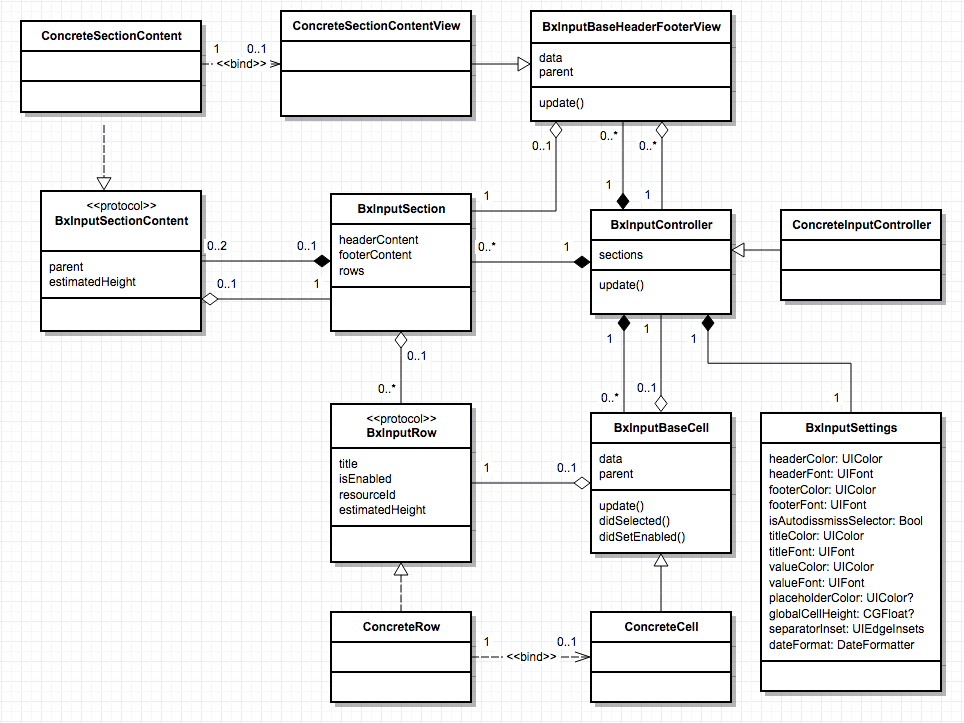 ConcreteSectionContent
1
0..1
<<bind>>
ConcreteSectionContentView
BxInputBaseHeaderFooterView
data
parent
update()
0..1
0..*
0..*
1
1
1
<<protocol>>
BxInputSectionContent
parent
estimatedHeight
0..2
0..1
0..1
1
BxInputSection
headerContent
footerContent
rows
0..*
1
BxInputController
sections
update()
ConcreteInputController
0..1
0..*
1
1
1
0..*
0..1
1
<<protocol>>
BxInputRow
title
isEnabled
resourceId
estimatedHeight
1
0..1
BxInputBaseCell
data
parent
update()
didSelected()
didSetEnabled()
BxInputSettings
headerColor: UIColor
headerFont: UIFont
footerColor: UIColor
footerFont: UIFont
isAutodissmissSelector: Bool
titleColor: UIColor
titleFont: UIFont
valueColor: UIColor
valueFont: UIFont
placeholderColor: UIColor?
globalCellHeight: CGFloat?
separatorInset: UIEdgeInsets
dateFormat: DateFormatter
ConcreteRow
1
0..1
<<bind>>
ConcreteCell